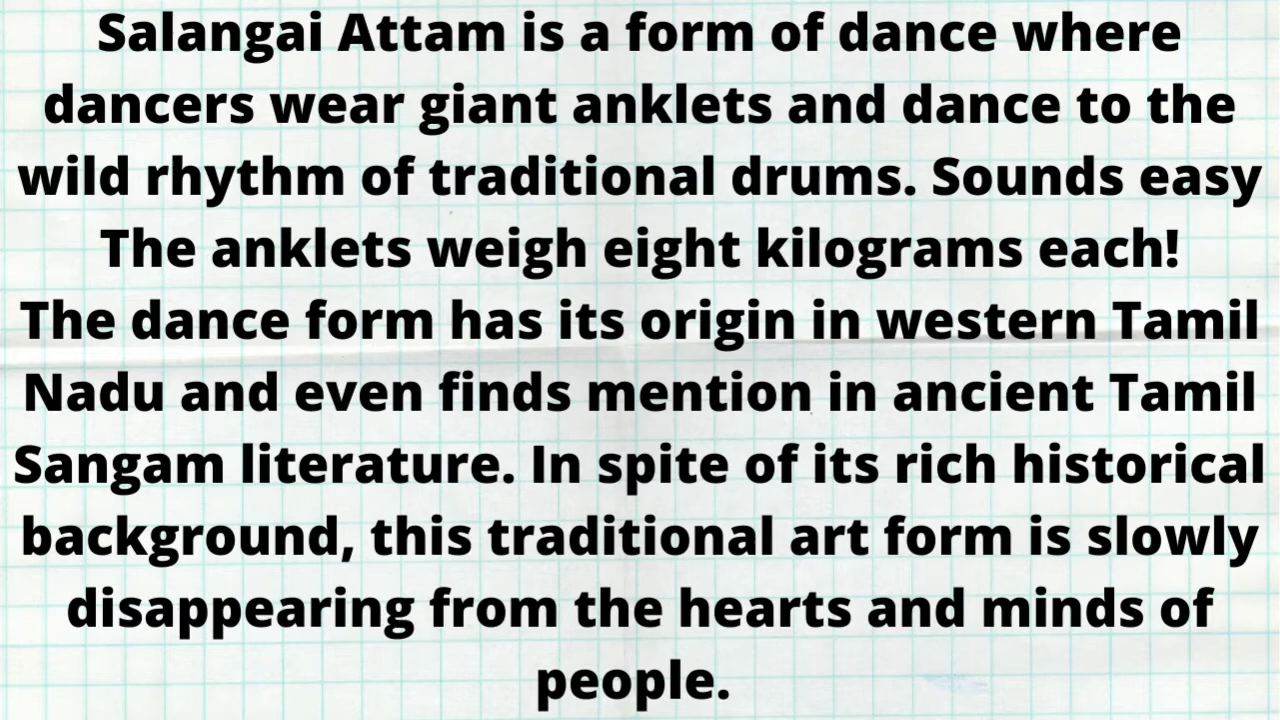 Salangai Attam is a form of dance where
dancers wear giant anklets and dance to the
wild rhythm of traditional drums. Sounds easy
The anklets weigh eight kilograms each!
The dance form has its origin in western Tamil
Nadu and even finds mention in ancient Tamil
Sangam literature. In spite of its rich historical
background, this traditional art form is slowly
disappearing from the hearts and minds of
people.